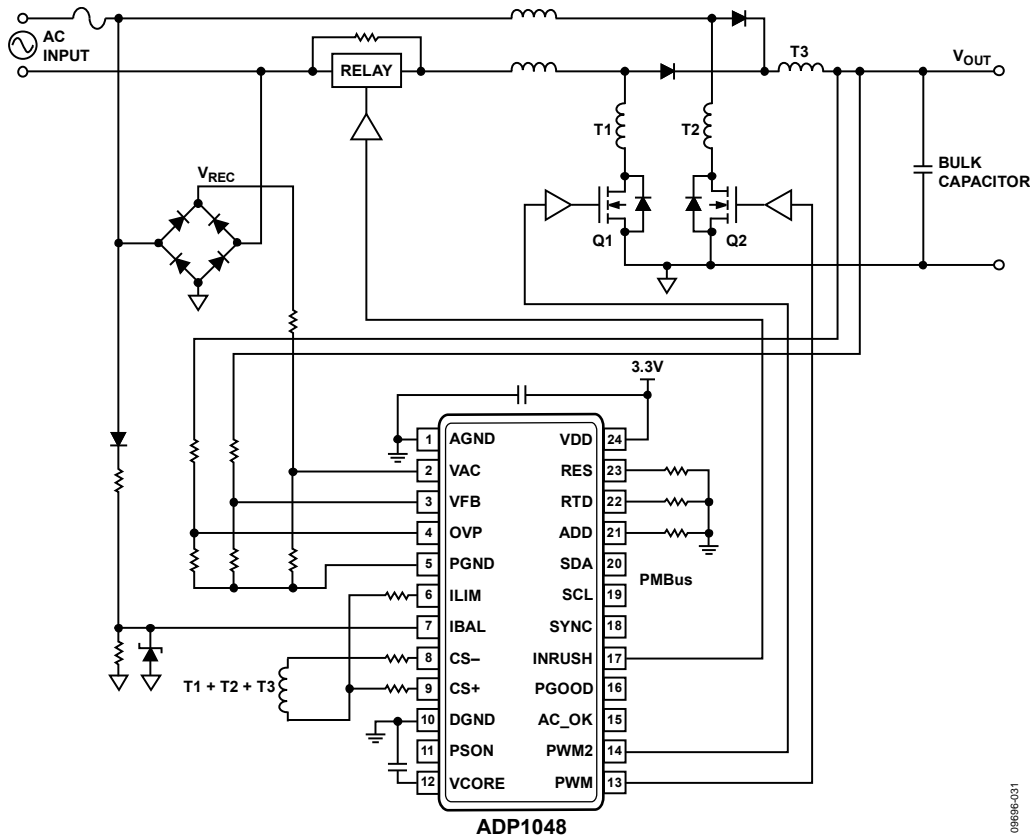 AC
INPUT
RELAY
T3
VOUT
T1
T2
BULK
CAPACITOR
VREC
Q1
Q2
3.3V
1 AGND
VDD 24
2 VAC
RES 23
3 VFB
RTD 22
4 OVP
ADD 21
5 PGND
SDA 20
PMBus
6 ILIM
SCL 19
7 IBAL
SYNC 18
8 CS–
INRUSH 17
T1 + T2 + T3
9 CS+
PGOOD 16
10 DGND
AC_OK 15
11 PSON
PWM2 14
12 VCORE
PWM 13
ADP1048
09696-031